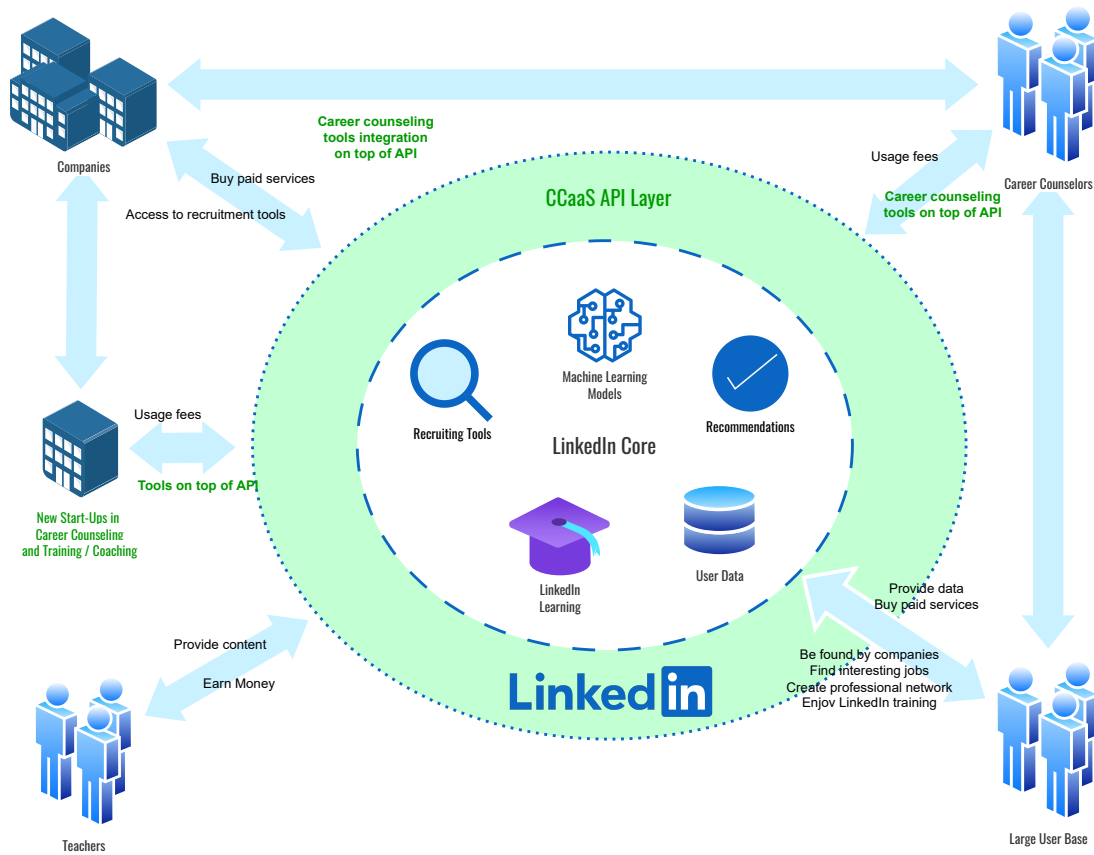 Companies
Career counseling
tools integration
on top of API
Buy paid services
Access to recruitment tools
Usage fees
Career counseling
tools on top of API
Career Counselors
CCaaS API Layer
Machine Learning
Models
Recruiting Tools
Recommendations
LinkedIn Core
LinkedIn
Learning
User Data
Usage fees
Tools on top of API
New Start-Ups in
Career Counseling
and Training / Coaching
Provide content
Earn Money
Teachers
Provide data
Buy paid services
Be found by companies
Find interesting jobs
Create professional network
Enjoy LinkedIn training
Large User Base
LinkedIn